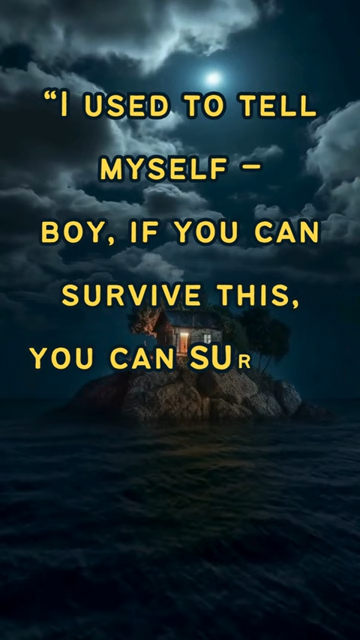 “I USED TO TELL
MYSELF –
BOY, IF YOU CAN
SURVIVE THIS,
YOU CAN SUR